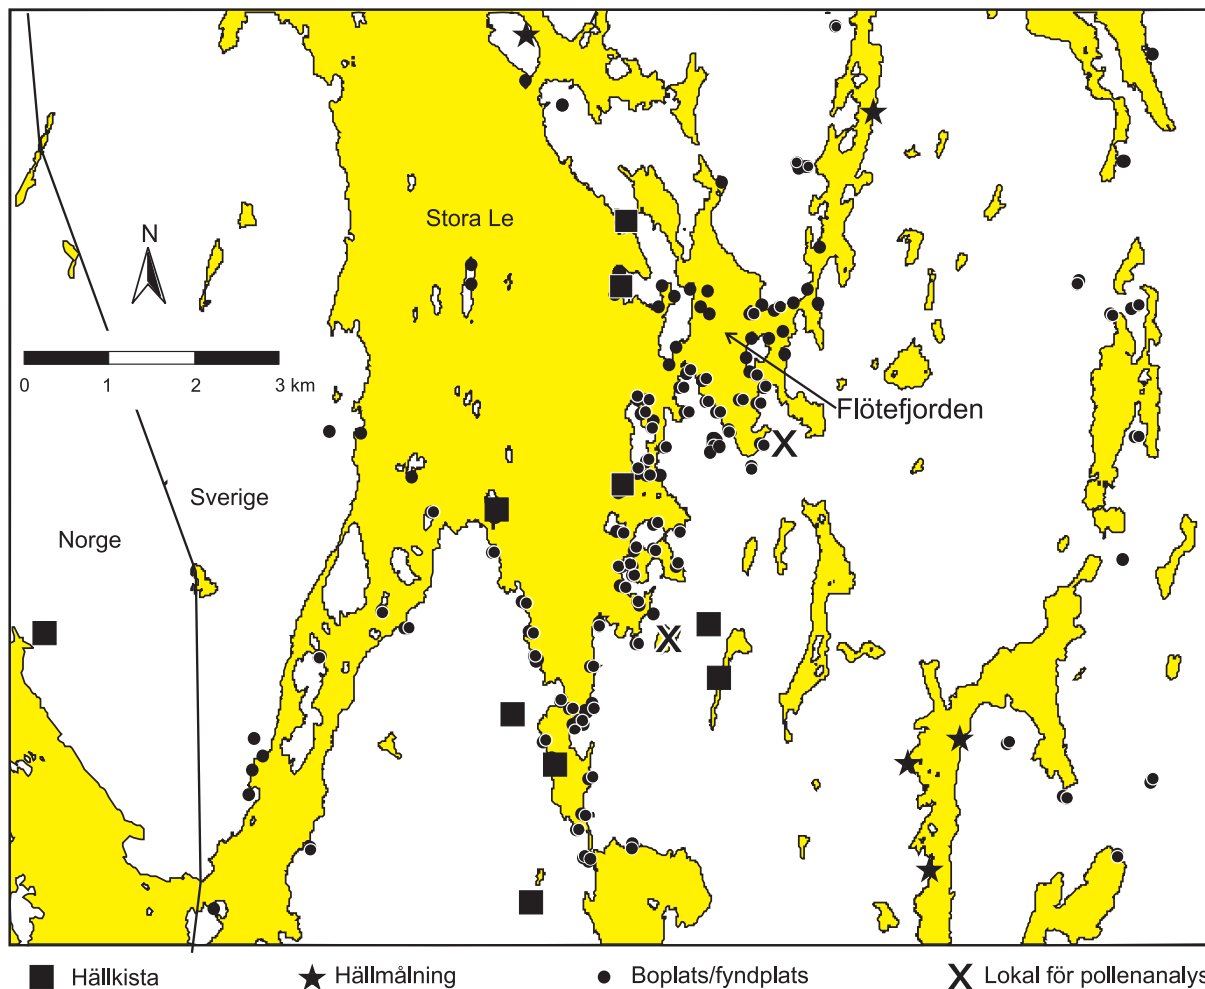 Stora Le
N
0 1 2 3 km
Flötefjorden
X
Sverige
Norge
X
Hällkista
Hällmålning
Boplats/fyndplats
X Lokal för pollenanalys